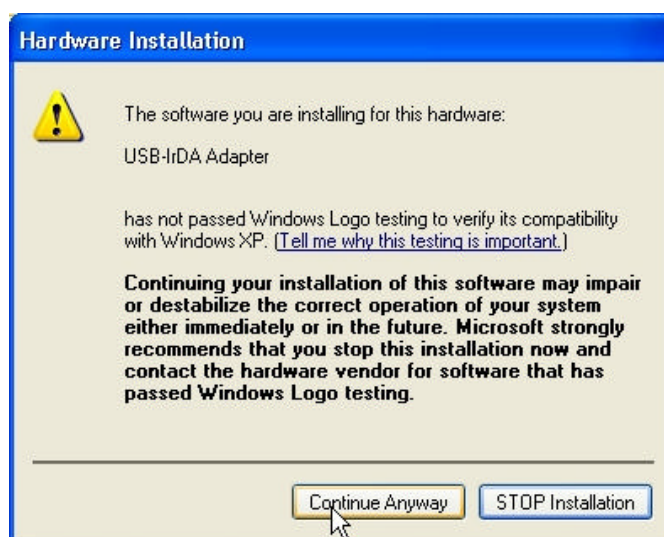 Hardware Installation
The software you are installing for this hardware:
USB-IrDA Adapter
has not passed Windows Logo testing to verify its compatibility
with Windows XP. (Tell me why this testing is important.)
Continuing your installation of this software may impair
or destabilize the correct operation of your system
either immediately or in the future. Microsoft strongly
recommends that you stop this installation now and
contact the hardware vendor for software that has
passed Windows Logo testing.
Continue Anyway
STOP Installation